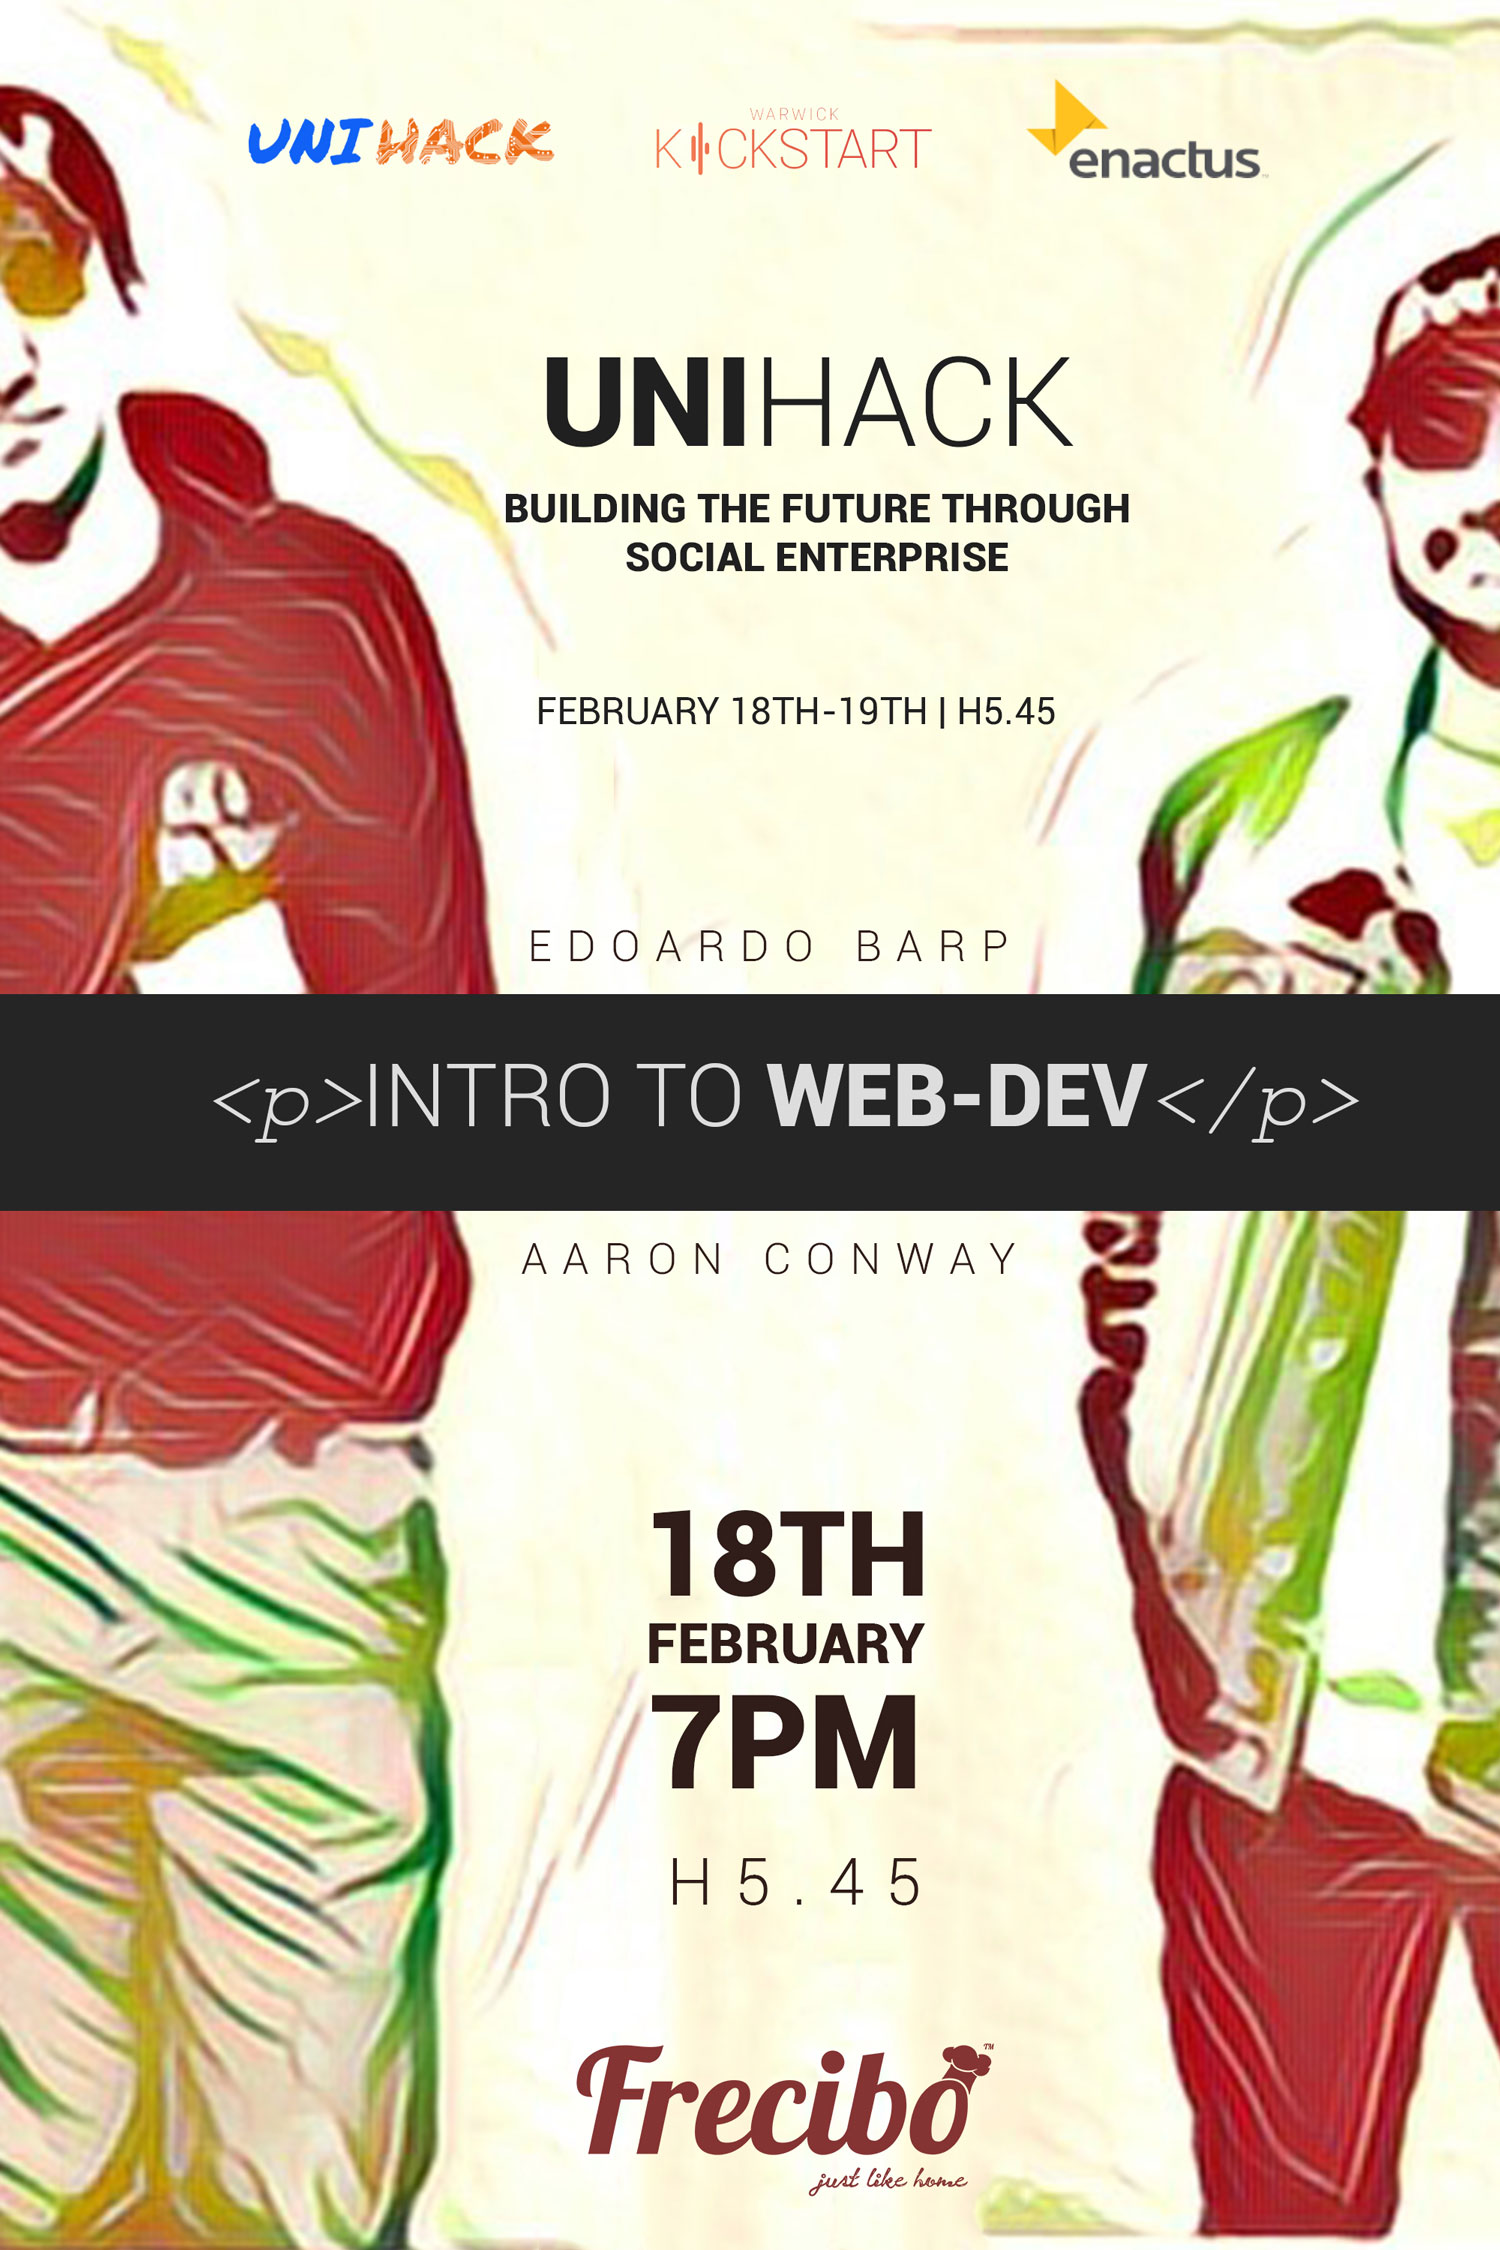 UNIHACK
WARWICK
KICKSTART
enactus
UNIHACK
BUILDING THE FUTURE THROUGH
SOCIAL ENTERPRISE
FEBRUARY 18TH-19TH | H5.45
EDOARDO BARP
<p>INTRO TO WEB-DEV</p>
AARON CONWAY
18TH
FEBRUARY
7PM
H5.45
Frecibo™
just like home